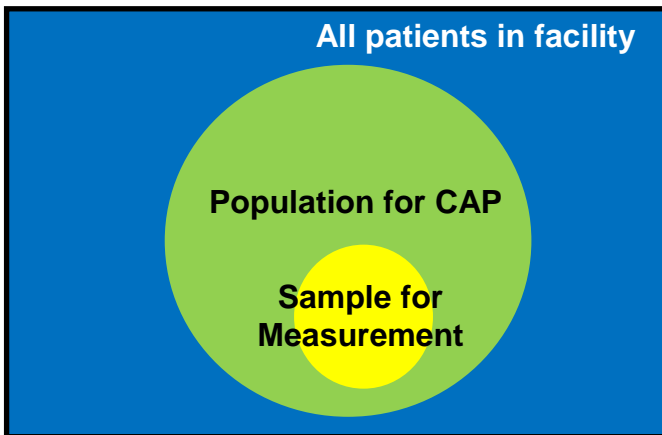 All patients in facility
Population for CAP
Sample for
Measurement